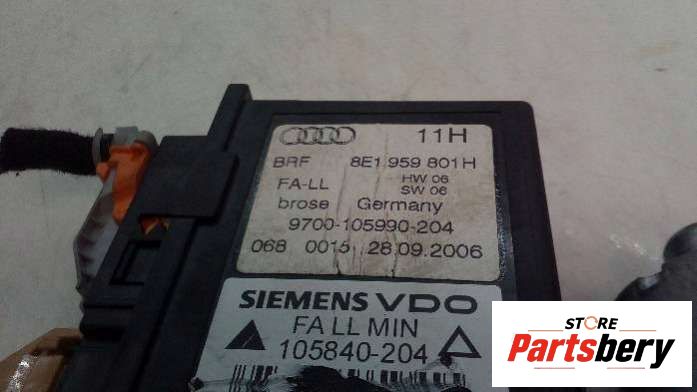 11H
BRF 8E1 959 801H
FA-LL HW 06
SW 06
brose Germany
9700-105990-204
068 0015 28.09.2006
SIEMENS VDO
FA LL MIN
105840-204
STORE
Partsbery